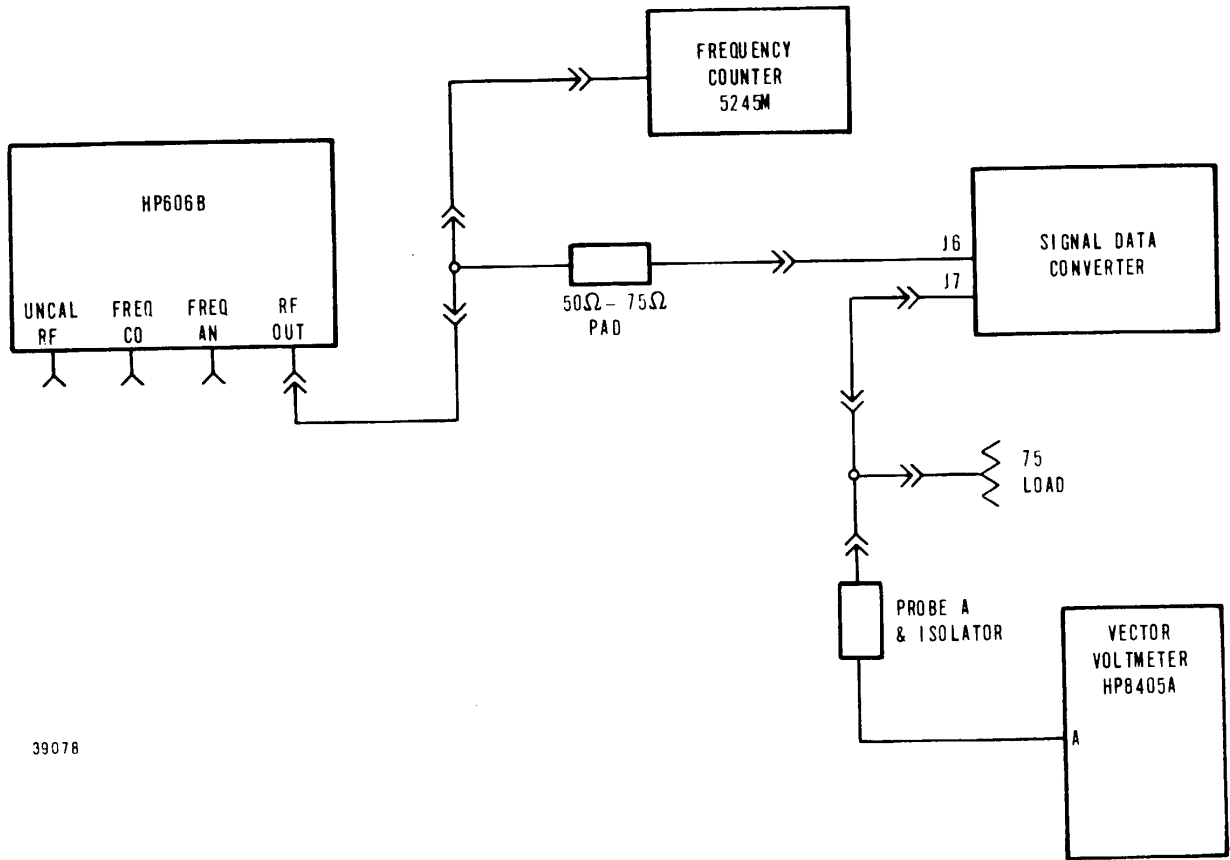 FREQUENCY
COUNTER
5245M
HP606B
UNCAL
RF
FREQ
CO
FREQ
AN
RF
OUT
50Ω – 75Ω
PAD
J6
J7
SIGNAL DATA
CONVERTER
75
LOAD
PROBE A
& ISOLATOR
VECTOR
VOLTMETER
HP8405A
A
39078